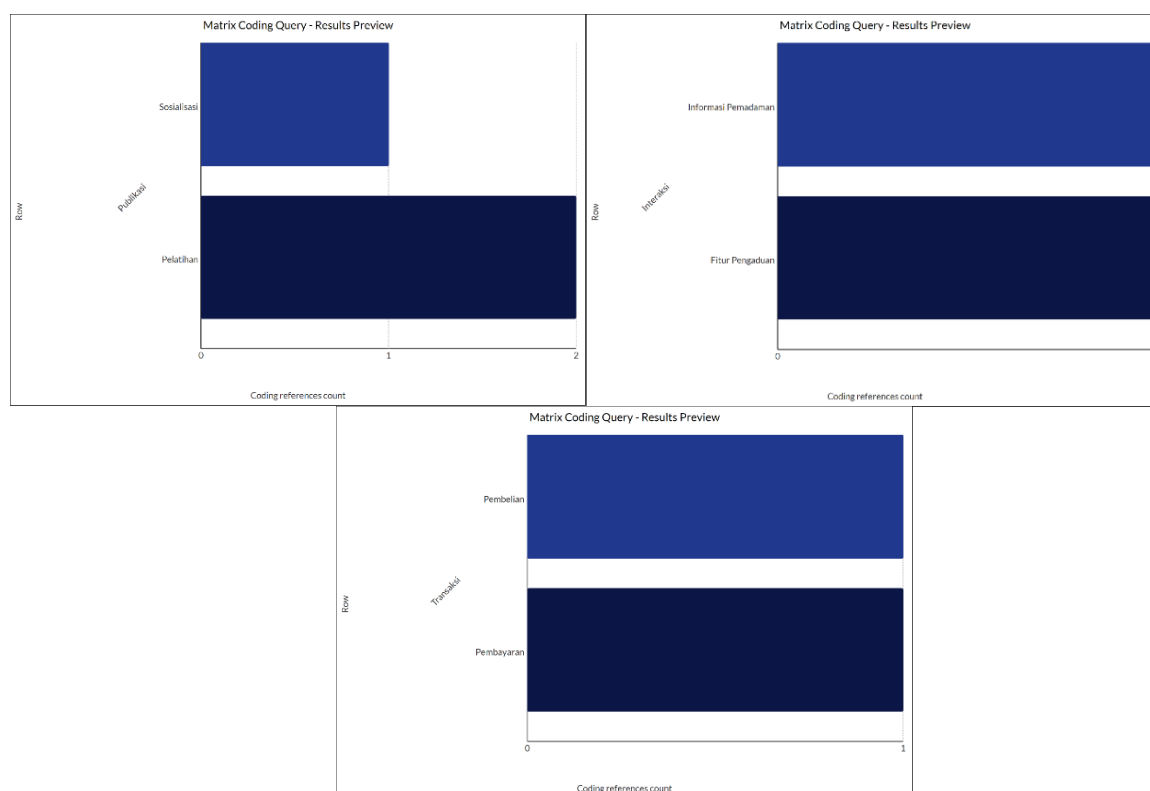 Matrix Coding Query - Results Preview
Sosialisasi
Publikasi
Row
Pelatihan
0 1 2
Coding references count
Matrix Coding Query - Results Preview
Informasi Pemadaman
Interaksi
Row
Fitur Pengaduan
0
Coding references count
Matrix Coding Query - Results Preview
Pembelian
Transaksi
Row
Pembayaran
0 1
Coding references count